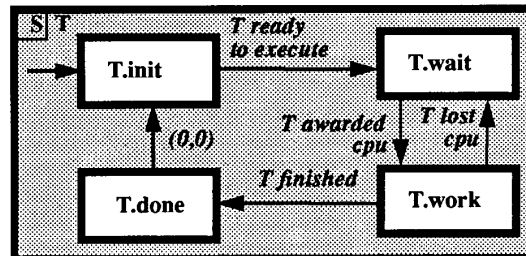 S T
T ready
to execute
T.init
T.wait
T awarded
cpu
T lost
cpu
(0,0)
T finished
T.done
T.work